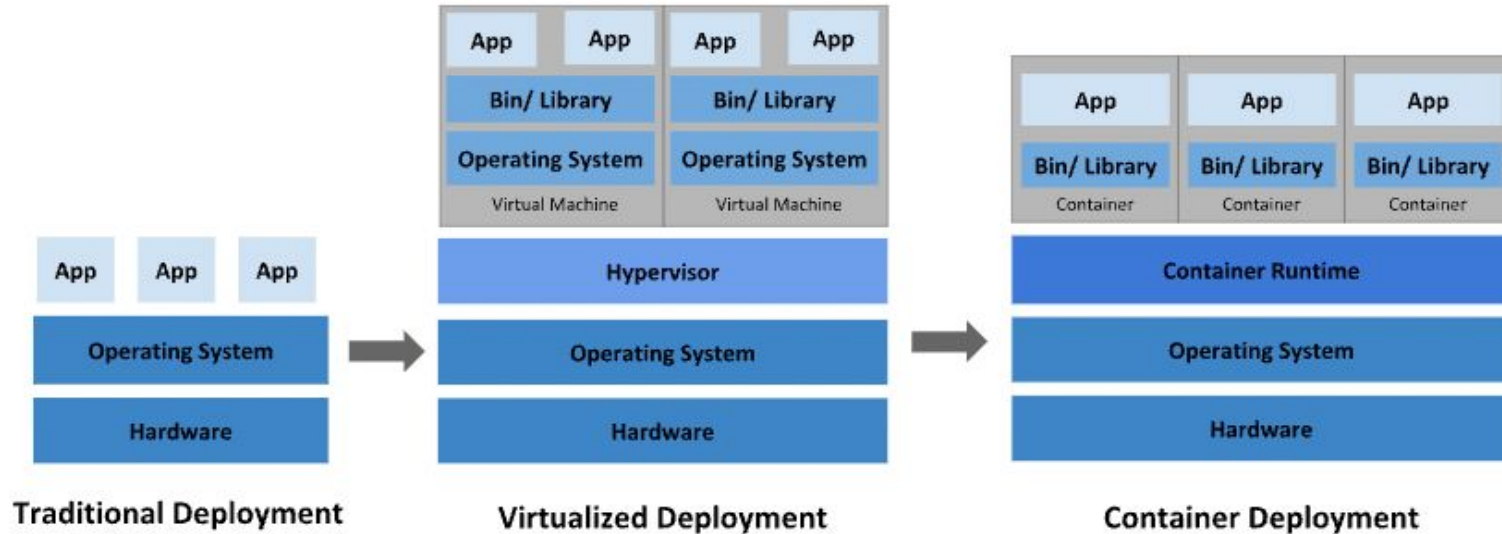 App
App
App
Operating System
Hardware
Traditional Deployment
App
App
App
App
Bin/ Library
Bin/ Library
Operating System
Operating System
Virtual Machine
Virtual Machine
Hypervisor
Operating System
Hardware
Virtualized Deployment
App
App
App
Bin/ Library
Bin/ Library
Bin/ Library
Container
Container
Container
Container Runtime
Operating System
Hardware
Container Deployment